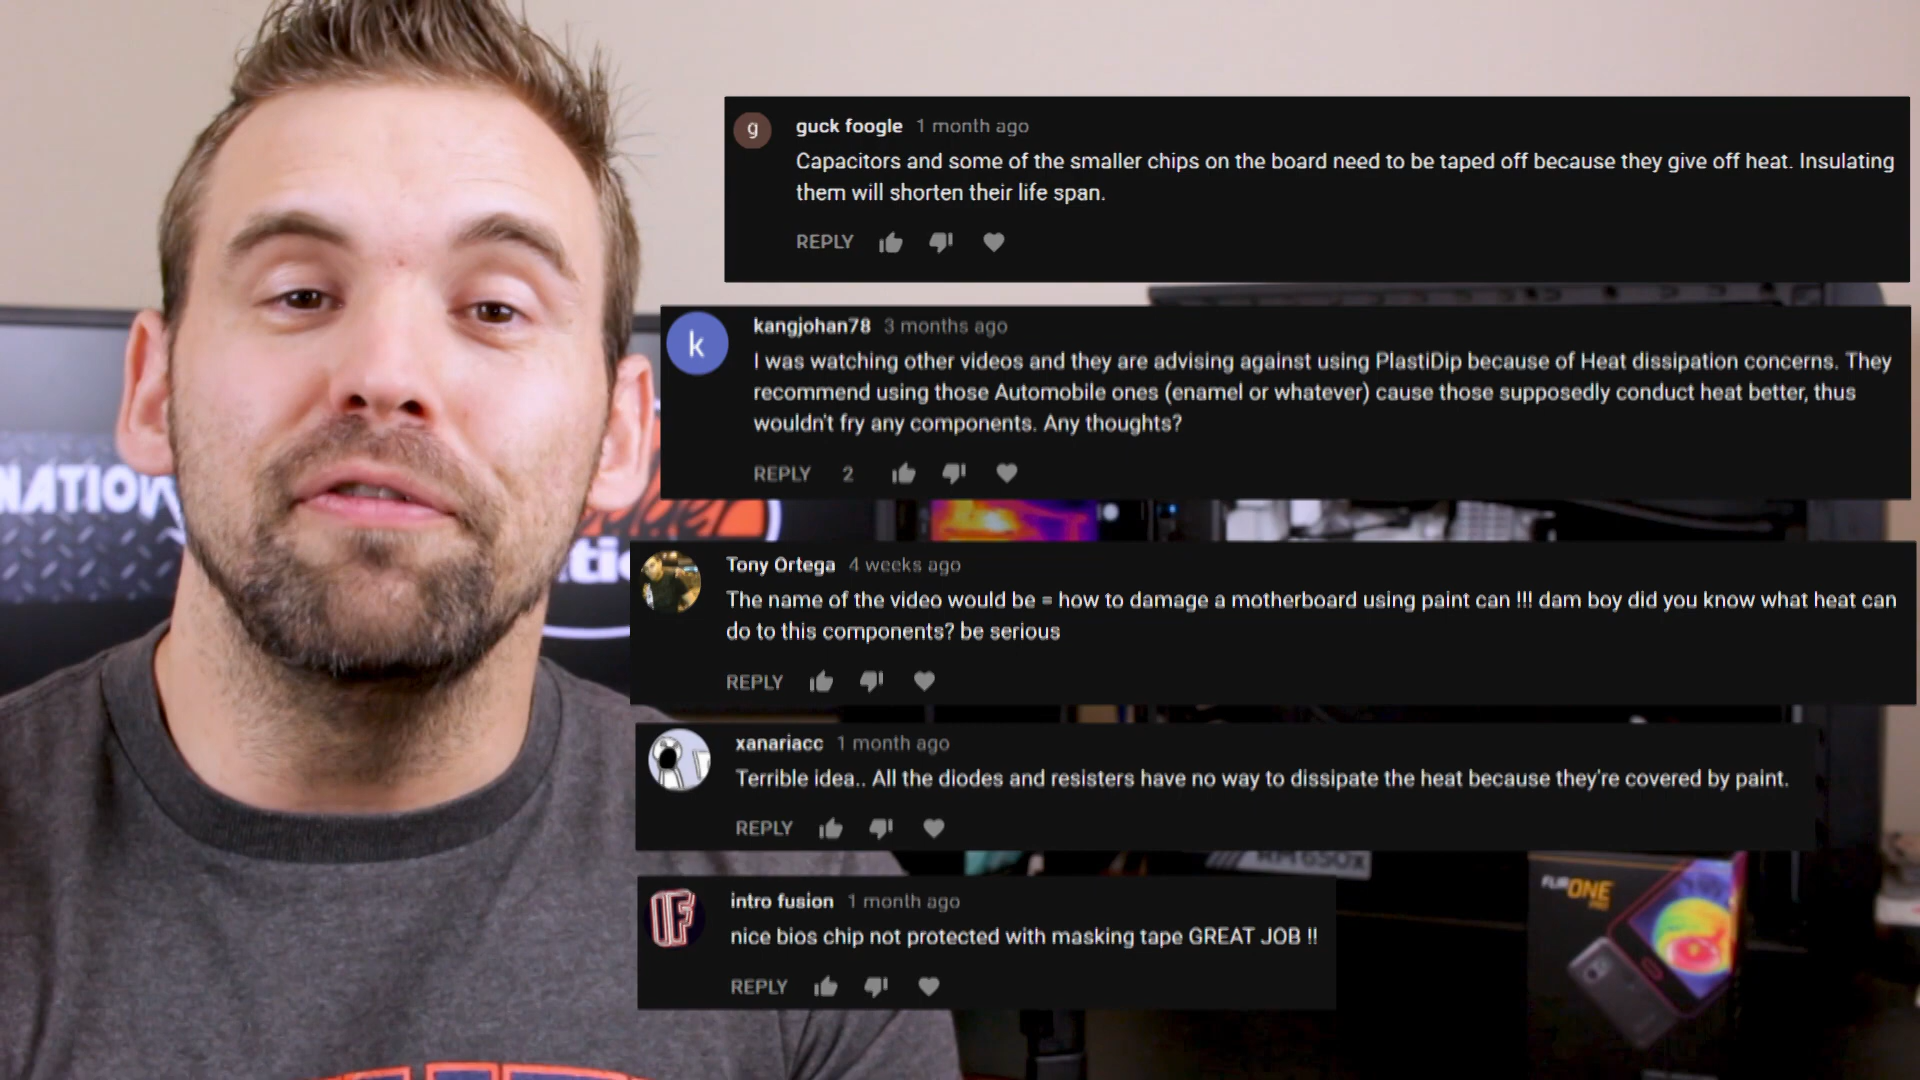 g
guck foogle 1 month ago
Capacitors and some of the smaller chips on the board need to be taped off because they give off heat. Insulating
them will shorten their life span.
REPLY
k
kangjohan78 3 months ago
I was watching other videos and they are advising against using PlastiDip because of Heat dissipation concerns. They
recommend using those Automobile ones (enamel or whatever) cause those supposedly conduct heat better, thus
wouldn't fry any components. Any thoughts?
REPLY 2
NATION
Tony Ortega 4 weeks ago
The name of the video would be = how to damage a motherboard using paint can !!! dam boy did you know what heat can
do to this components? be serious
REPLY
xanariacc 1 month ago
Terrible idea.. All the diodes and resisters have no way to dissipate the heat because they're covered by paint.
REPLY
RM 650x
FLIR ONE
IF
intro fusion 1 month ago
nice bios chip not protected with masking tape GREAT JOB !!
REPLY